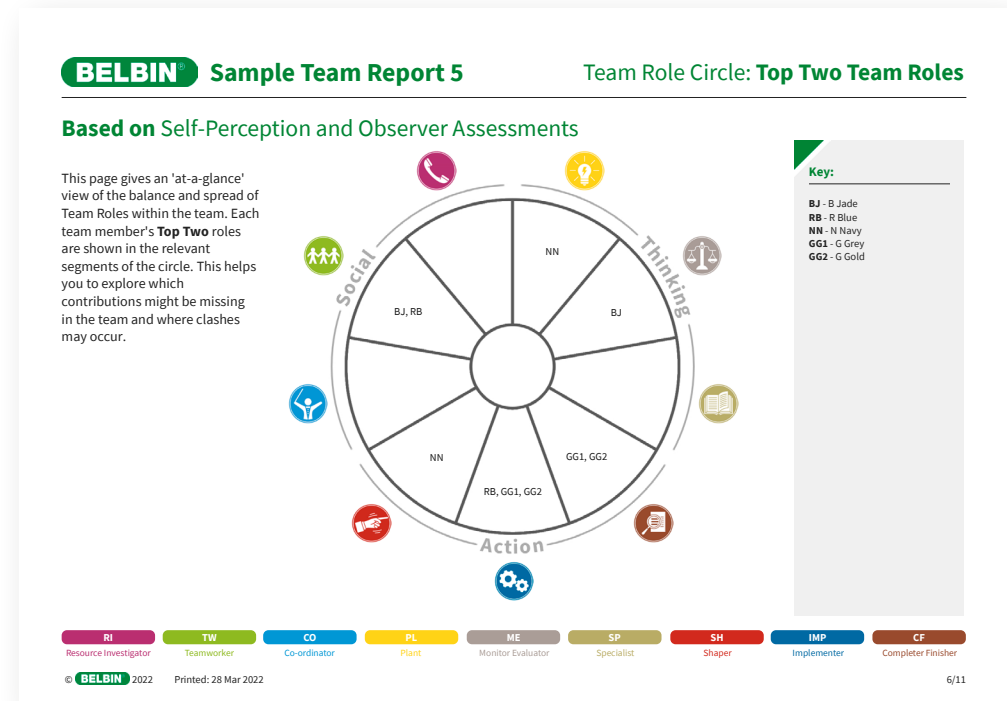 BELBIN® Sample Team Report 5
Team Role Circle: Top Two Team Roles
Based on Self-Perception and Observer Assessments
This page gives an 'at-a-glance'
view of the balance and spread of
Team Roles within the team. Each
team member's Top Two roles
are shown in the relevant
segments of the circle. This helps
you to explore which
contributions might be missing
in the team and where clashes
may occur.
Social
Thinking
Action
NN
BJ, RB
BJ
NN
GG1, GG2
RB, GG1, GG2
Key:
BJ - B Jade
RB - R Blue
NN - N Navy
GG1 - G Grey
GG2 - G Gold
RI
Resource Investigator
TW
Teamworker
CO
Co-ordinator
PL
Plant
ME
Monitor Evaluator
SP
Specialist
SH
Shaper
IMP
Implementer
CF
Completer Finisher
© BELBIN 2022 Printed: 28 Mar 2022
6/11